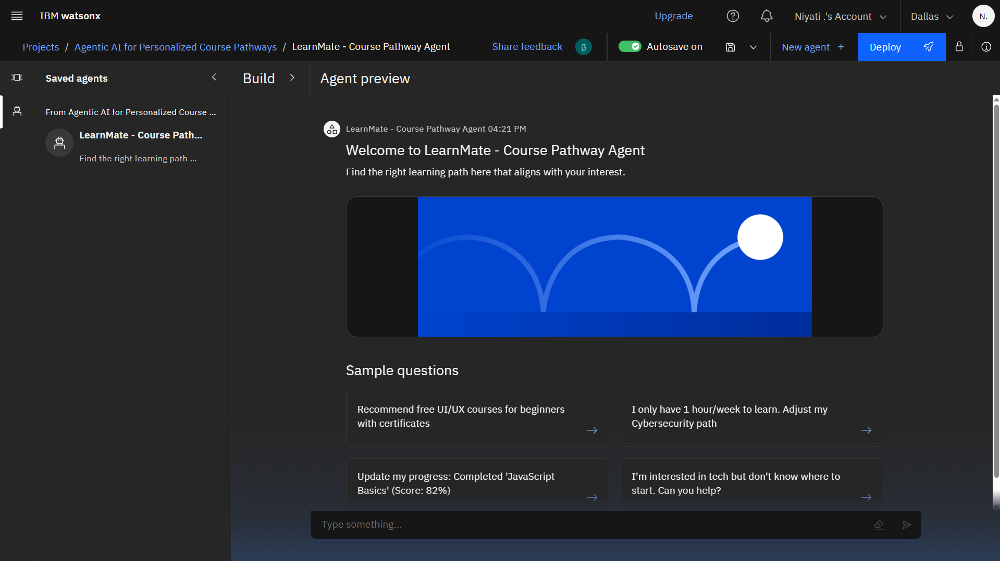 IBM watsonx
Upgrade
Niyati .'s Account
Dallas
N.
Projects / Agentic AI for Personalized Course Pathways / LearnMate - Course Pathway Agent
Share feedback
β
Autosave on
New agent +
Deploy
Saved agents
Build
Agent preview
From Agentic AI for Personalized Course ...
LearnMate - Course Path...
Find the right learning path ...
LearnMate - Course Pathway Agent 04:21 PM
Welcome to LearnMate - Course Pathway Agent
Find the right learning path here that aligns with your interest.
Sample questions
Recommend free UI/UX courses for beginners
with certificates
I only have 1 hour/week to learn. Adjust my
Cybersecurity path
Update my progress: Completed 'JavaScript
Basics' (Score: 82%)
I'm interested in tech but don't know where to
start. Can you help?
Type something...